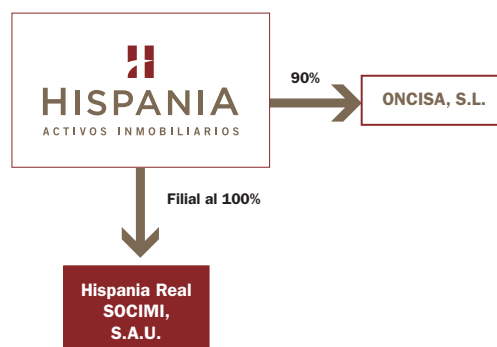 HISPANIA
ACTIVOS INMOBILIARIOS
90%
ONCISA, S.L.
Filial al 100%
Hispania Real
SOCIMI,
S.A.U.